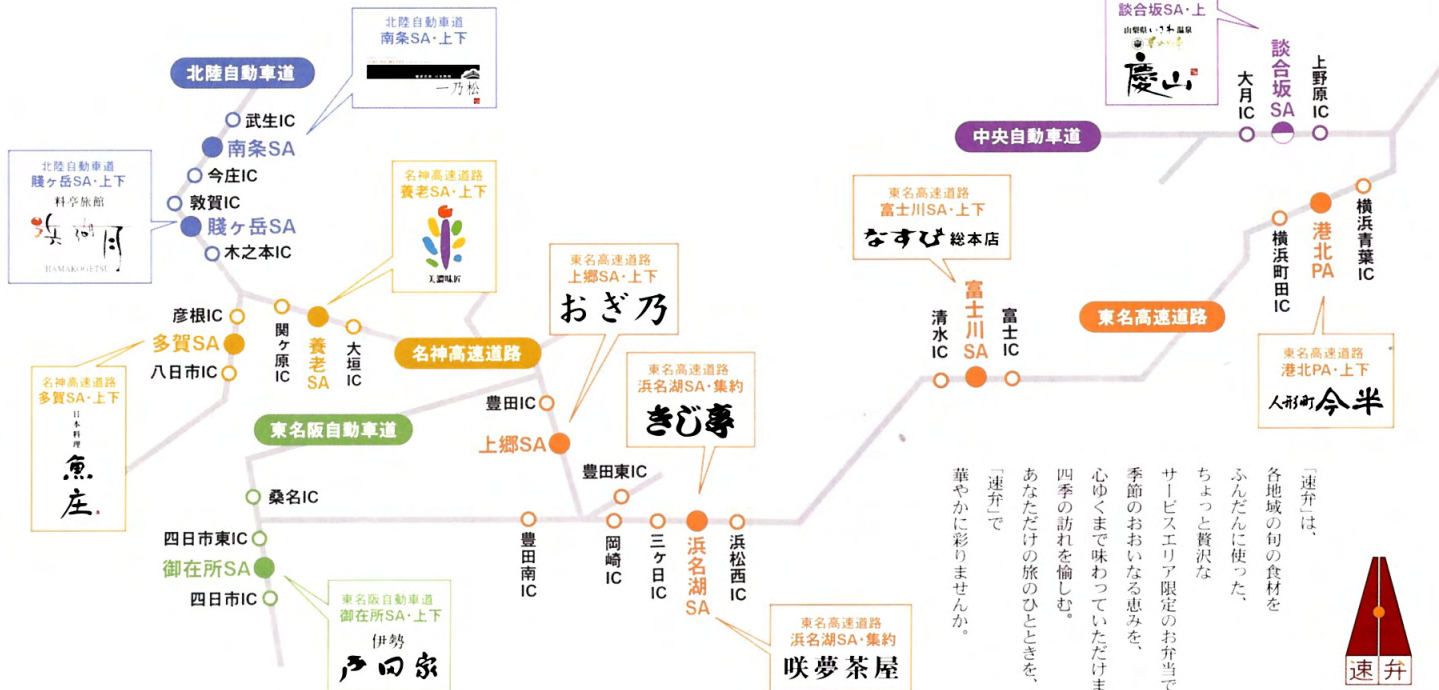 北陸自動車道
南条SA・上下
一乃松
北陸自動車道
武生IC
南条SA
今庄IC
敦賀IC
賤ヶ岳SA
木之本IC
北陸自動車道
賤ヶ岳SA・上下
料亭旅館
浜湖月
HAMAKOGETSU
名神高速道路
養老SA・上下
美濃味匠
彦根IC
多賀SA
八日市IC
関ヶ原IC
養老SA
大垣IC
名神高速道路
名神高速道路
多賀SA・上下
日本料理
魚庄
東名阪自動車道
桑名IC
四日市東IC
御在所SA
四日市IC
東名阪自動車道
御在所SA・上下
伊勢
戸田家
東名高速道路
上郷SA・上下
おぎ乃
豊田IC
上郷SA
東名高速道路
浜名湖SA・集約
きじ亭
豊田東IC
豊田南IC
岡崎IC
三ヶ日IC
浜名湖SA
浜松西IC
東名高速道路
浜名湖SA・集約
咲夢茶屋
東名高速道路
富士川SA・上下
なすび総本店
清水IC
富士川SA
富士IC
東名高速道路
中央自動車道
談合坂SA・上
山梨県いさわ温泉
慶山
大月IC
談合坂SA
上野原IC
横浜町田IC
港北PA
横浜青葉IC
東名高速道路
港北PA・上下
人形町今半
「速弁」は、
各地域の旬の食材を
ふんだんに使った、
ちょっと贅沢な
サービスエリア限定のお弁当で
季節のおおいなる恵みを、
心ゆくまで味わっていただけま
四季の訪れを愉しむ。
あなただけの旅のひとときを、
「速弁」で
華やかに彩りませんか。
速弁